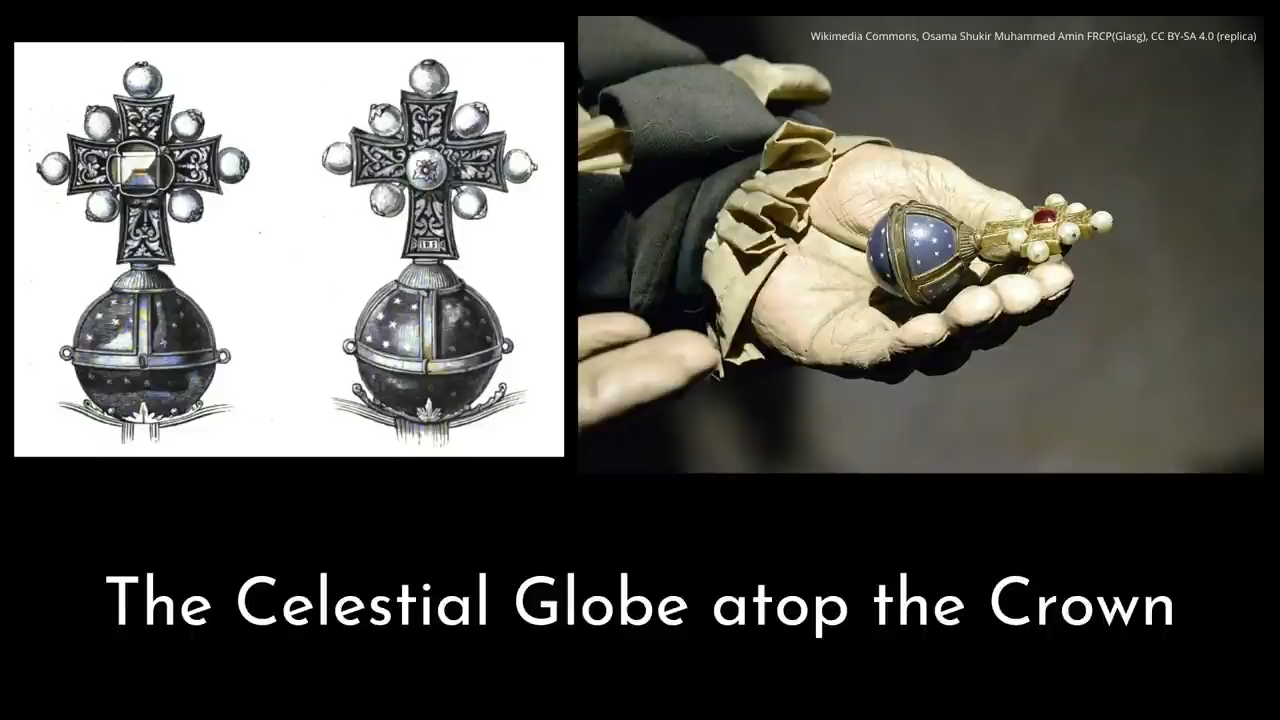 Wikimedia Commons, Osama Shukir Muhammed Amin FRCP(Glasg), CC BY-SA 4.0 (replica)
The Celestial Globe atop the Crown